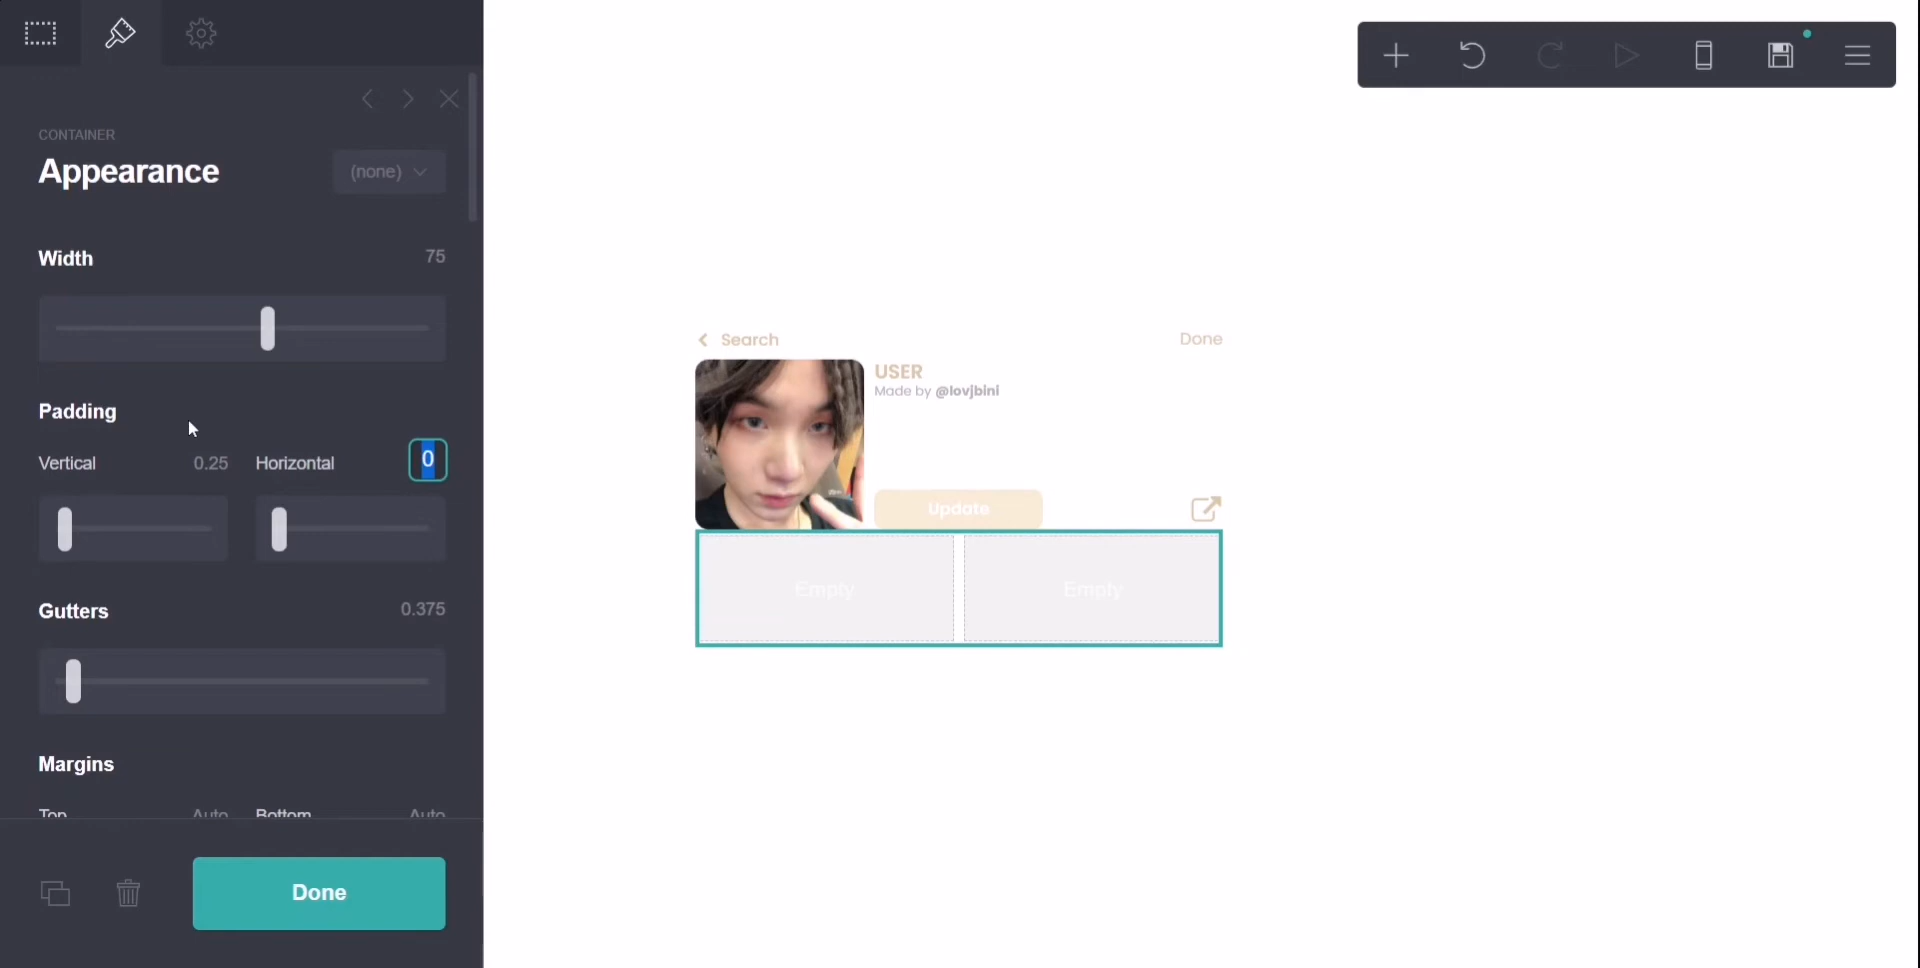 CONTAINER
Appearance
(none)
Width
75
Padding
Vertical
0.25
Horizontal
0
Gutters
0.375
Margins
Top
Auto
Bottom
Auto
Done
Search
Done
USER
Made by @lovjbini
Update
Empty
Empty